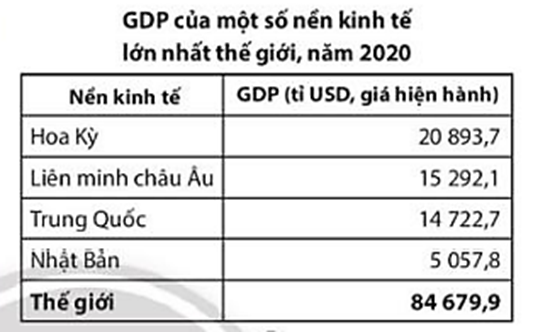 GDP của một số nền kinh tế
lớn nhất thế giới, năm 2020
Nền kinh tế GDP (tỉ USD, giá hiện hành)
Hoa Kỳ 20 893,7
Liên minh châu Âu 15 292,1
Trung Quốc 14 722,7
Nhật Bản 5 057,8
Thế giới 84 679,9